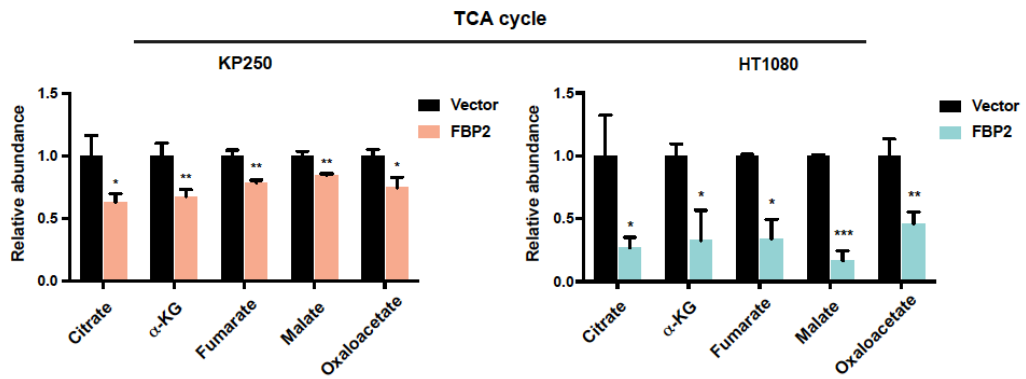 TCA cycle
KP250
Relative abundance
1.5
1.0
0.5
0.0
Vector
FBP2
*
**
**
**
*
Citrate
α-KG
Fumarate
Malate
Oxaloacetate
HT1080
Relative abundance
1.5
1.0
0.5
0.0
Vector
FBP2
*
*
*
***
**
Citrate
α-KG
Fumarate
Malate
Oxaloacetate